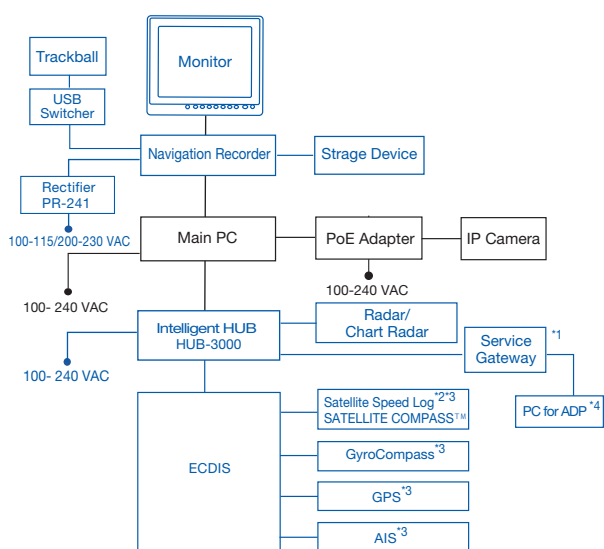 Trackball
Monitor
USB
Switcher
Navigation Recorder
Strage Device
Rectifier
PR-241
100-115/200-230 VAC
Main PC
PoE Adapter
IP Camera
100- 240 VAC
100-240 VAC
Intelligent HUB
HUB-3000
Radar/
Chart Radar
Service
Gateway
*1
100- 240 VAC
PC for ADP*4
ECDIS
Satellite Speed Log*2*3
SATELLITE COMPASS™
GyroCompass*3
GPS*3
AIS*3